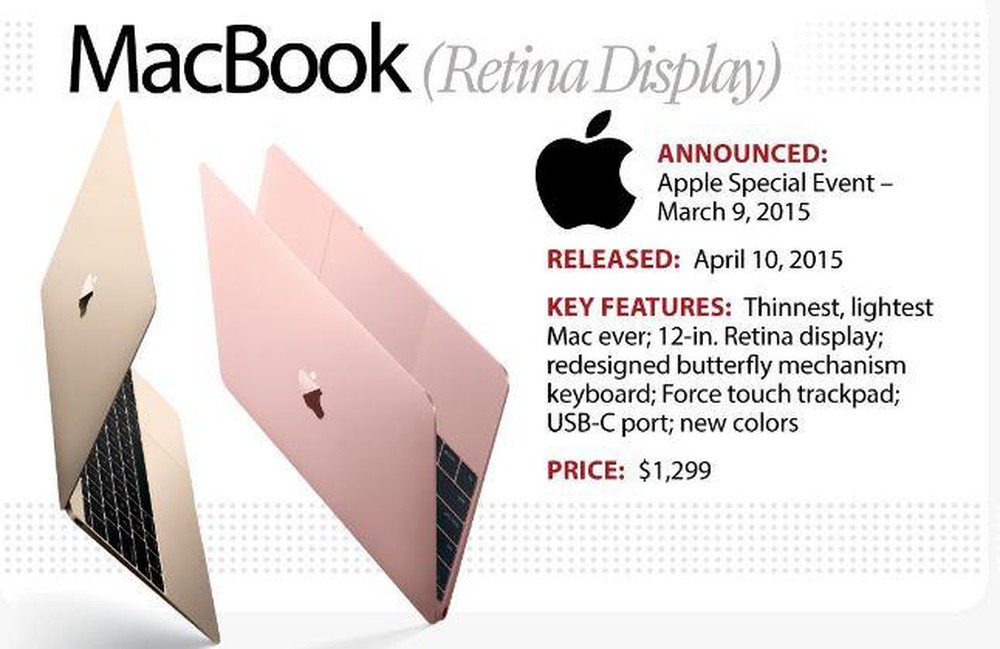 MacBook (Retina Display)
ANNOUNCED:
Apple Special Event –
March 9, 2015
RELEASED: April 10, 2015
KEY FEATURES: Thinnest, lightest
Mac ever; 12-in. Retina display;
redesigned butterfly mechanism
keyboard; Force touch trackpad;
USB-C port; new colors
PRICE: $1,299